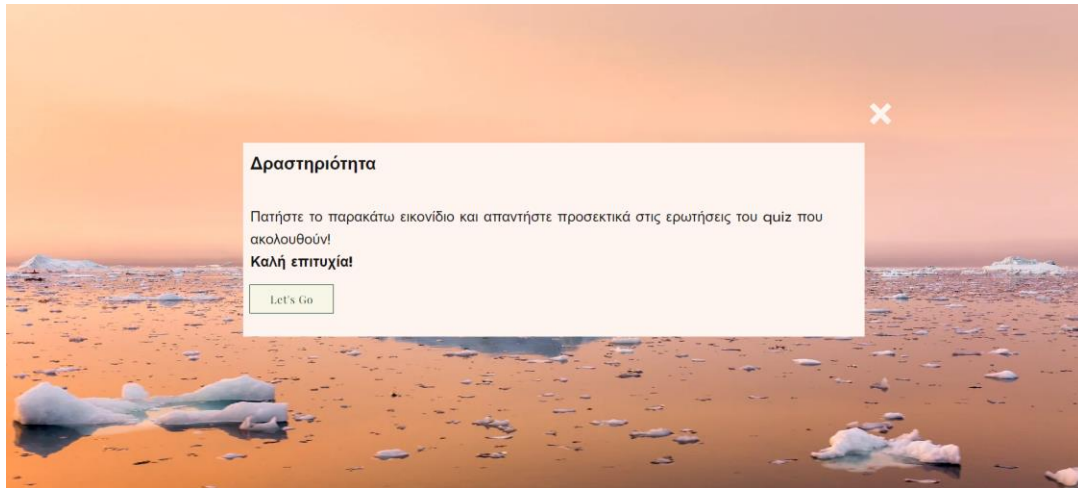 Δραστηριότητα
Πατήστε το παρακάτω εικονίδιο και απαντήστε προσεκτικά στις ερωτήσεις του quiz που
ακολουθούν!
Καλή επιτυχία!
Let's Go